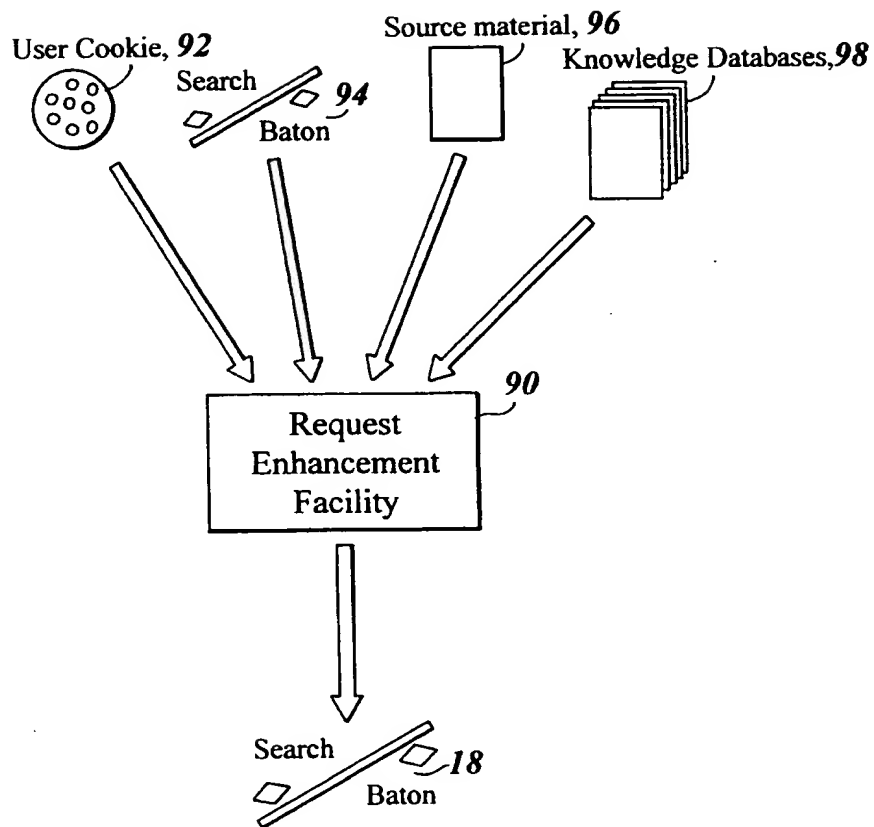 User Cookie, 92
Search
94
Baton
Source material, 96
Knowledge Databases,98
90
Request
Enhancement
Facility
Search
18
Baton